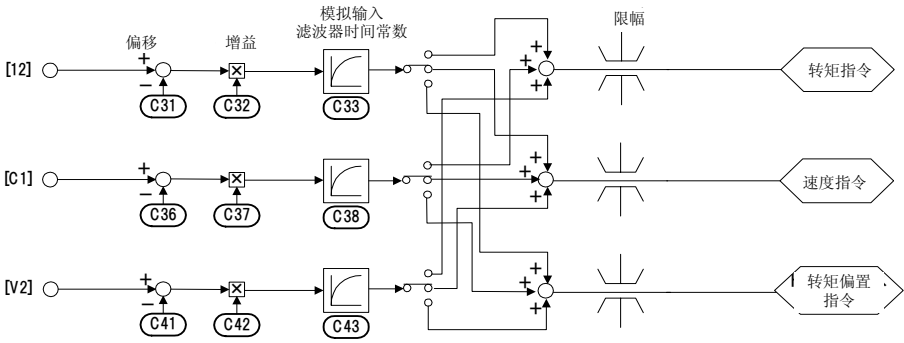 模拟输入
滤波器时间常数
限幅
偏移
增益
[12]
+
−
C31
C32
C33
+
+
+
转矩指令
[C1]
+
−
C36
C37
C38
+
+
+
速度指令
[V2]
+
−
C41
C42
C43
+
+
+
转矩偏置
指令